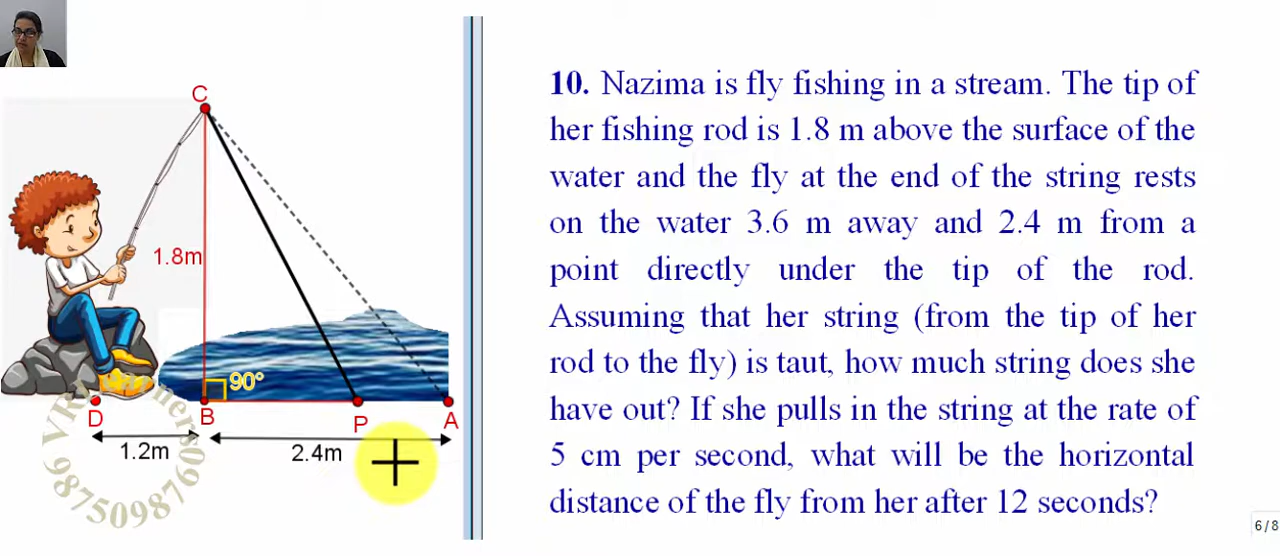 C
1.8m
90°
D
B
P
A
1.2m
2.4m
VRP
9875098760
10. Nazima is fly fishing in a stream. The tip of
her fishing rod is 1.8 m above the surface of the
water and the fly at the end of the string rests
on the water 3.6 m away and 2.4 m from a
point directly under the tip of the rod.
Assuming that her string (from the tip of her
rod to the fly) is taut, how much string does she
have out? If she pulls in the string at the rate of
5 cm per second, what will be the horizontal
distance of the fly from her after 12 seconds?
6/8